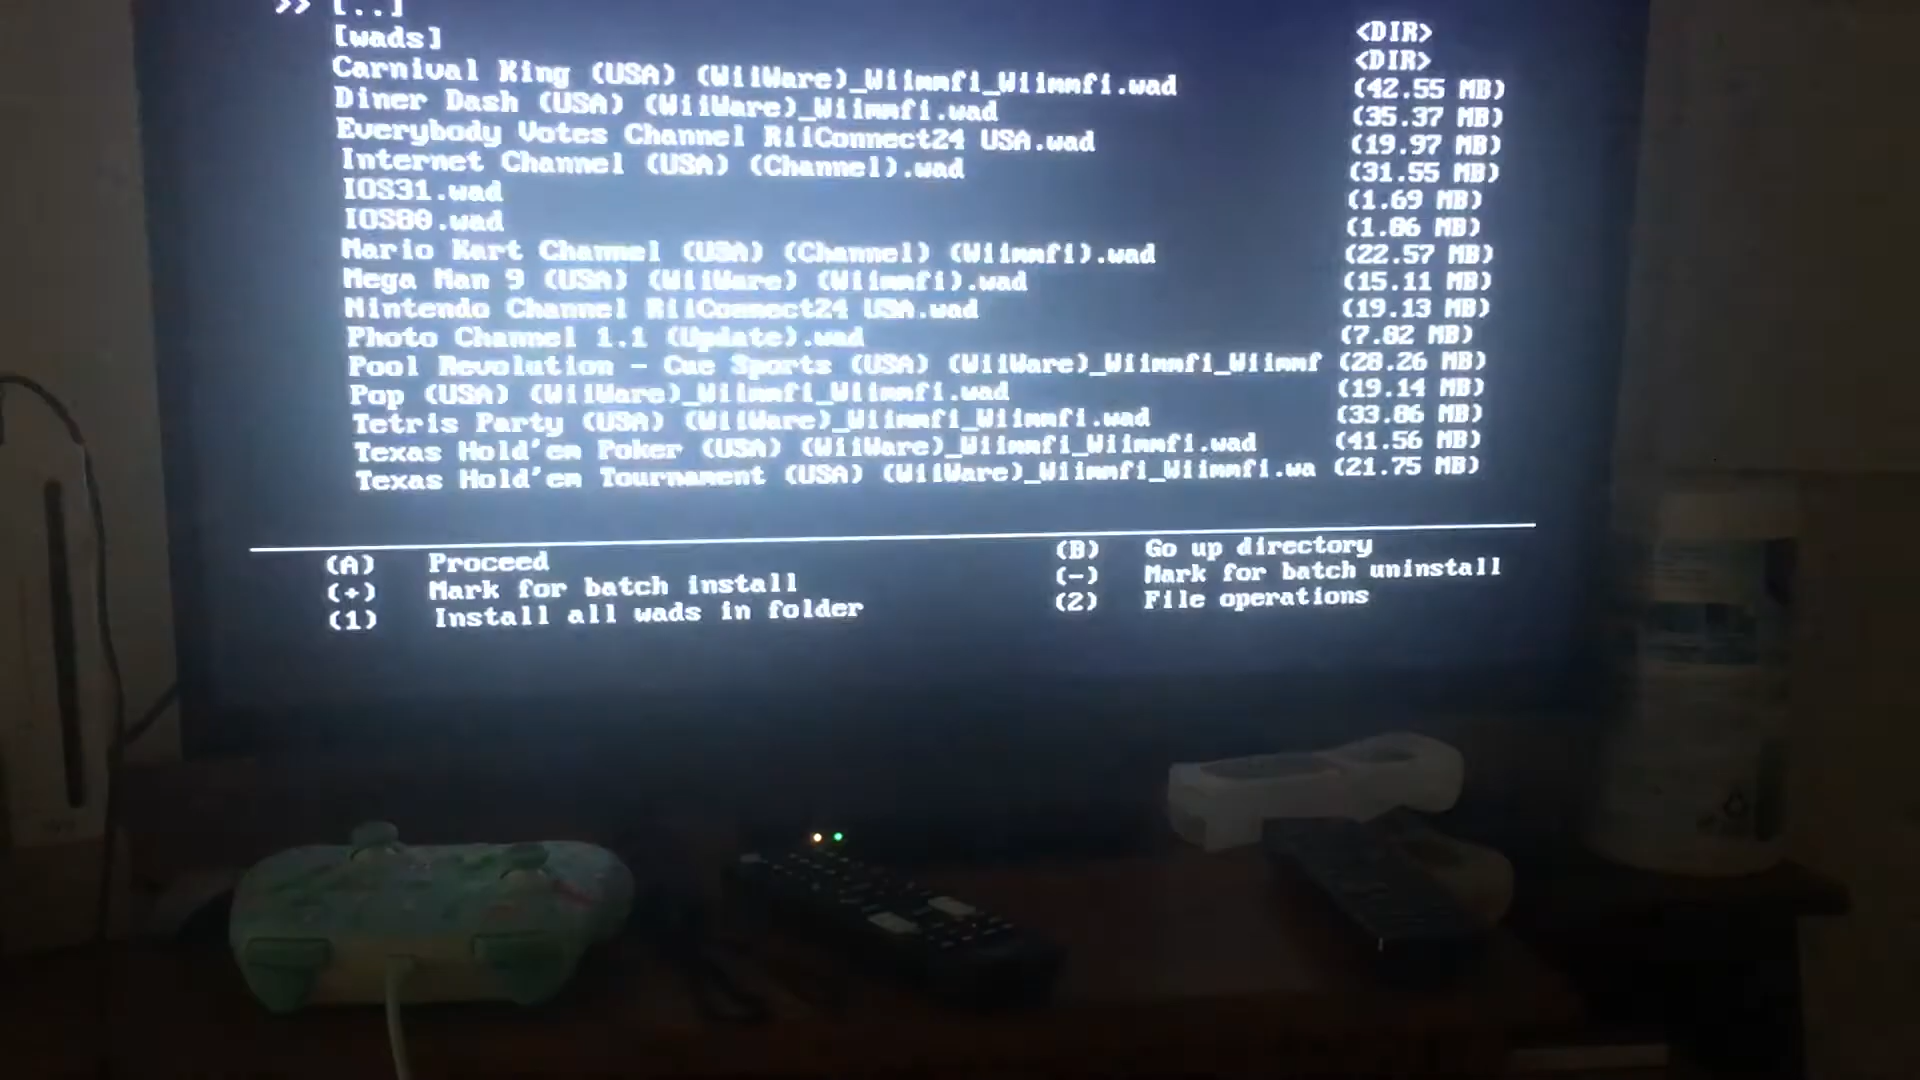 >> [..] <DIR>
[wads] <DIR>
Carnival King (USA) (WiiWare)_Wiimmfi_Wiimmfi.wad (42.55 MB)
Diner Dash (USA) (WiiWare)_Wiimmfi.wad (35.37 MB)
Everybody Votes Channel RiiConnect24 USA.wad (19.97 MB)
Internet Channel (USA) (Channel).wad (31.55 MB)
IOS31.wad (1.69 MB)
IOS80.wad (1.86 MB)
Mario Kart Channel (USA) (Channel) (Wiimmfi).wad (22.57 MB)
Mega Man 9 (USA) (WiiWare) (Wiimmfi).wad (15.11 MB)
Nintendo Channel RiiConnect24 USA.wad (19.13 MB)
Photo Channel 1.1 (Update).wad (7.82 MB)
Pool Revolution - Cue Sports (USA) (WiiWare)_Wiimmfi_Wiimmf (28.26 MB)
Pop (USA) (WiiWare)_Wiimmfi_Wiimmfi.wad (19.14 MB)
Tetris Party (USA) (WiiWare)_Wiimmfi_Wiimmfi.wad (33.86 MB)
Texas Hold'em Poker (USA) (WiiWare)_Wiimmfi_Wiimmfi.wad (41.56 MB)
Texas Hold'em Tournament (USA) (WiiWare)_Wiimmfi_Wiimmfi.wa (21.75 MB)
(A) Proceed (B) Go up directory
(+) Mark for batch install (-) Mark for batch uninstall
(1) Install all wads in folder (2) File operations